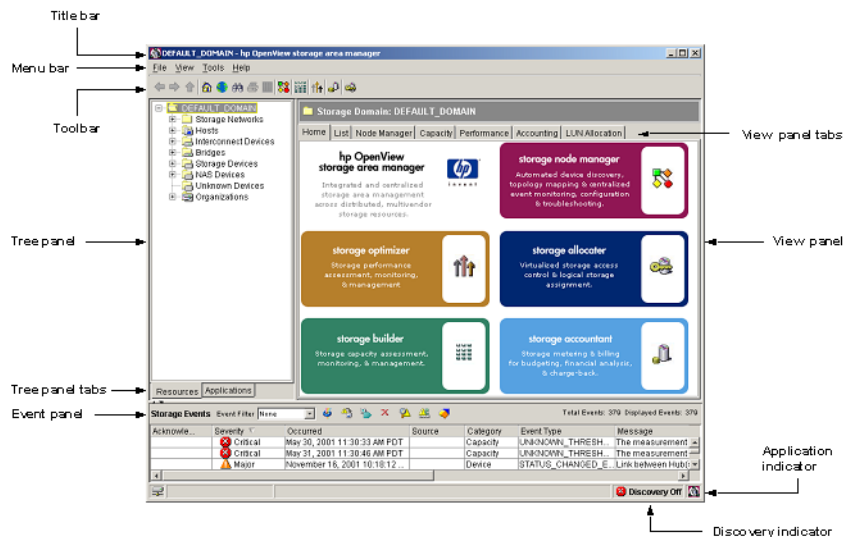 Title bar
DEFAULT_DOMAIN - hp OpenView storage area manager
Menu bar
File View Tools Help
Toolbar
DEFAULT_DOMAIN
Storage Networks
Hosts
Interconnect Devices
Bridges
Storage Devices
NAS Devices
Unknown Devices
Organizations
Storage Domain: DEFAULT_DOMAIN
Home List Node Manager Capacity Performance Accounting LUN Allocation
View panel tabs
hp OpenView
storage area manager
Integrated and centralized
storage area management
across distributed, multivendor
storage resources.
hp
invent
storage node manager
Automated device discovery,
topology mapping & centralized
event monitoring, configuration
& troubleshooting.
Tree panel
View panel
storage optimizer
Storage performance
assessment, monitoring,
& management
storage allocater
Virtualized storage access
control & logical storage
assignment.
storage builder
Storage capacity assessment,
monitoring, & management.
storage accountant
Storage metering & billing
for budgeting, financial analysis,
& charge-back.
Tree panel tabs
Resources Applications
Event panel
Storage Events Event Filter None Total Events: 379 Displayed Events: 379
Acknowle... Severity Occurred Source Category Event Type Message
Critical May 30, 2001 11:30:33 AM PDT Capacity UNKNOWN_THRESH... The measurement
Critical May 31, 2001 11:30:46 AM PDT Capacity UNKNOWN_THRESH... The measurement
Major November 16, 2001 10:18:12 ... Device STATUS_CHANGED_E... Link between Hub(s
Application
indicator
Discovery Off
Discovery indicator